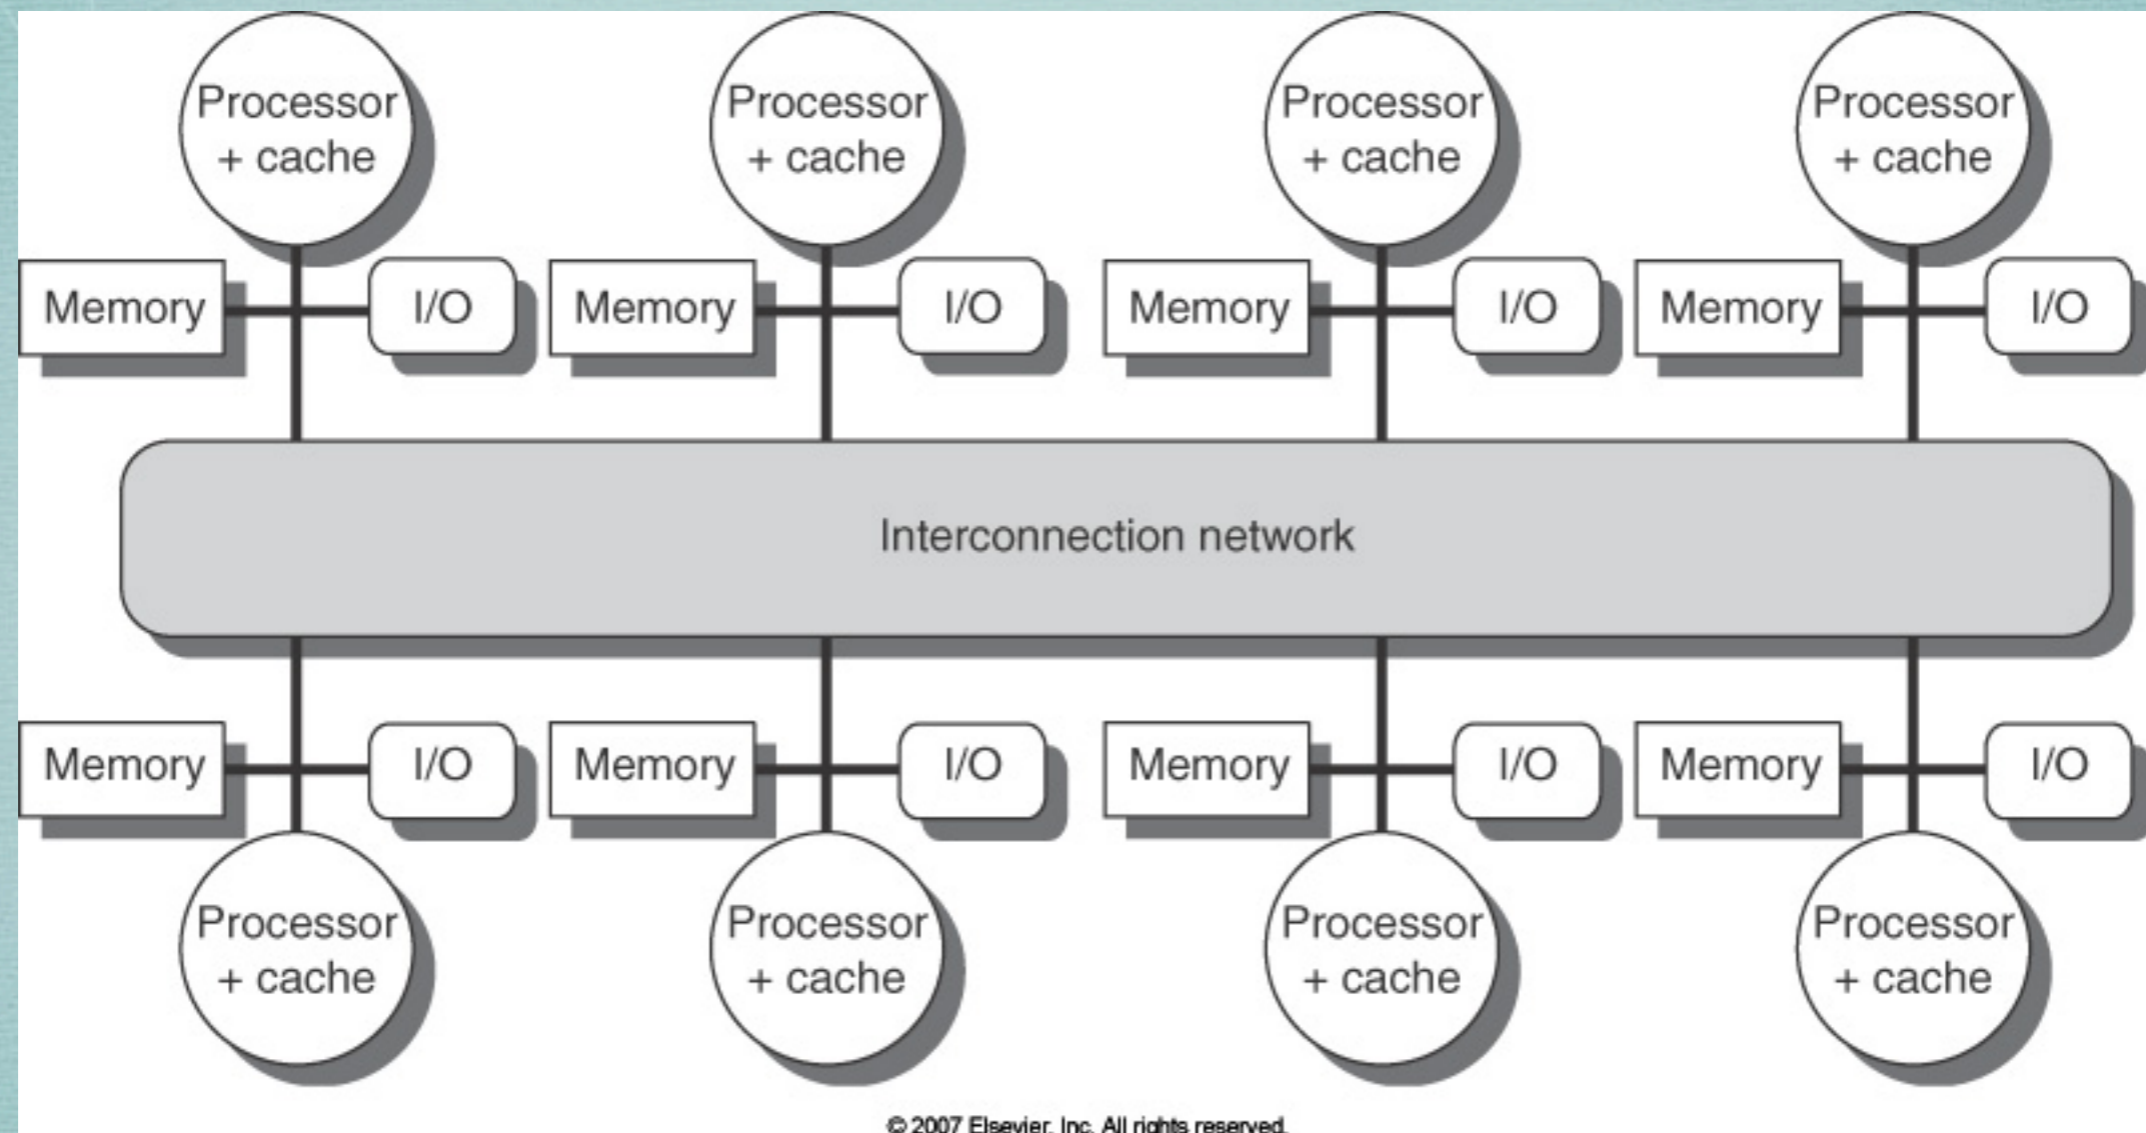 Processor
+ cache
Processor
+ cache
Processor
+ cache
Processor
+ cache
Memory
I/O
Memory
I/O
Memory
I/O
Memory
I/O
Interconnection network
Memory
I/O
Memory
I/O
Memory
I/O
Memory
I/O
Processor
+ cache
Processor
+ cache
Processor
+ cache
Processor
+ cache
© 2007 Elsevier, Inc. All rights reserved.